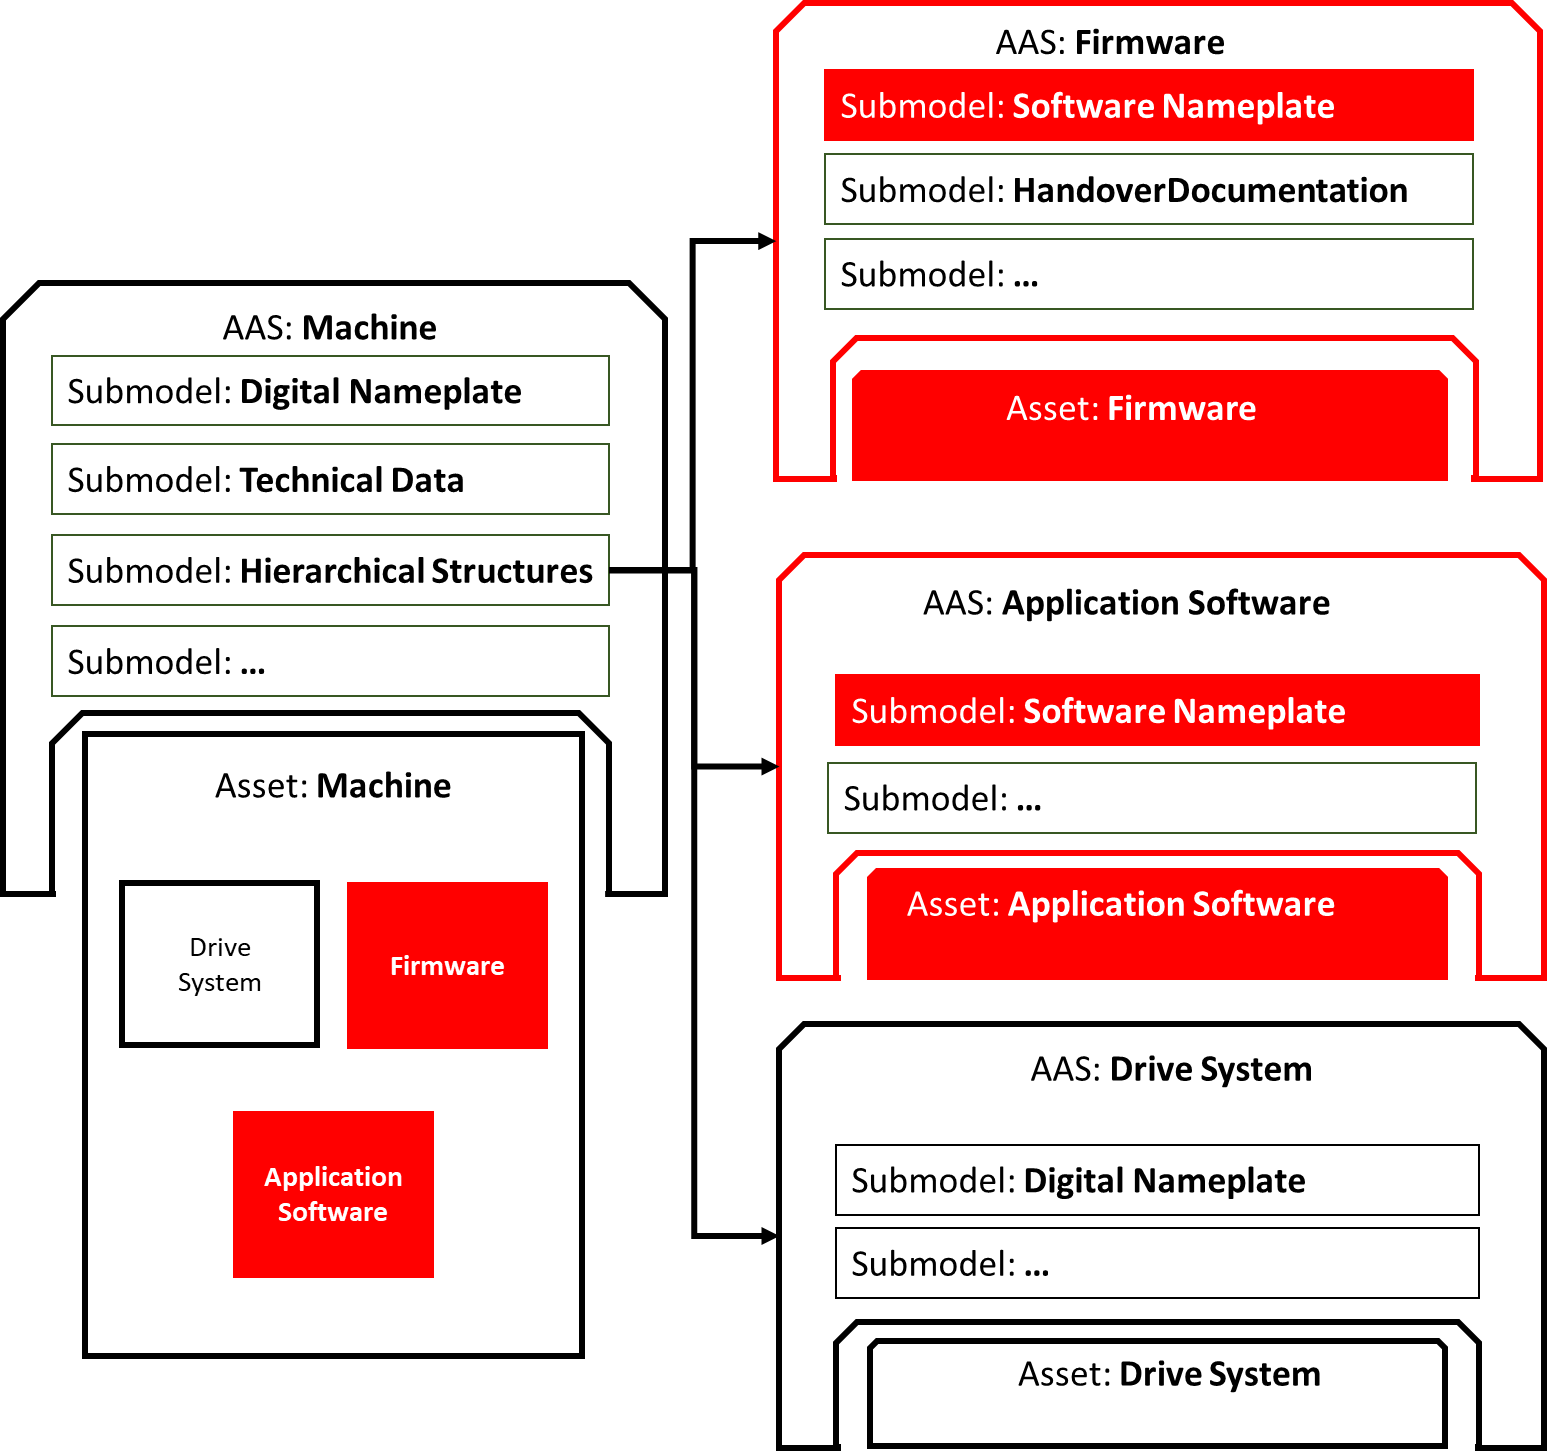 AAS: Machine
Submodel: Digital Nameplate
Submodel: Technical Data
Submodel: Hierarchical Structures
Submodel: ...
Asset: Machine
Drive
System
Firmware
Application
Software
AAS: Firmware
Submodel: Software Nameplate
Submodel: HandoverDocumentation
Submodel: ...
Asset: Firmware
AAS: Application Software
Submodel: Software Nameplate
Submodel: ...
Asset: Application Software
AAS: Drive System
Submodel: Digital Nameplate
Submodel: ...
Asset: Drive System